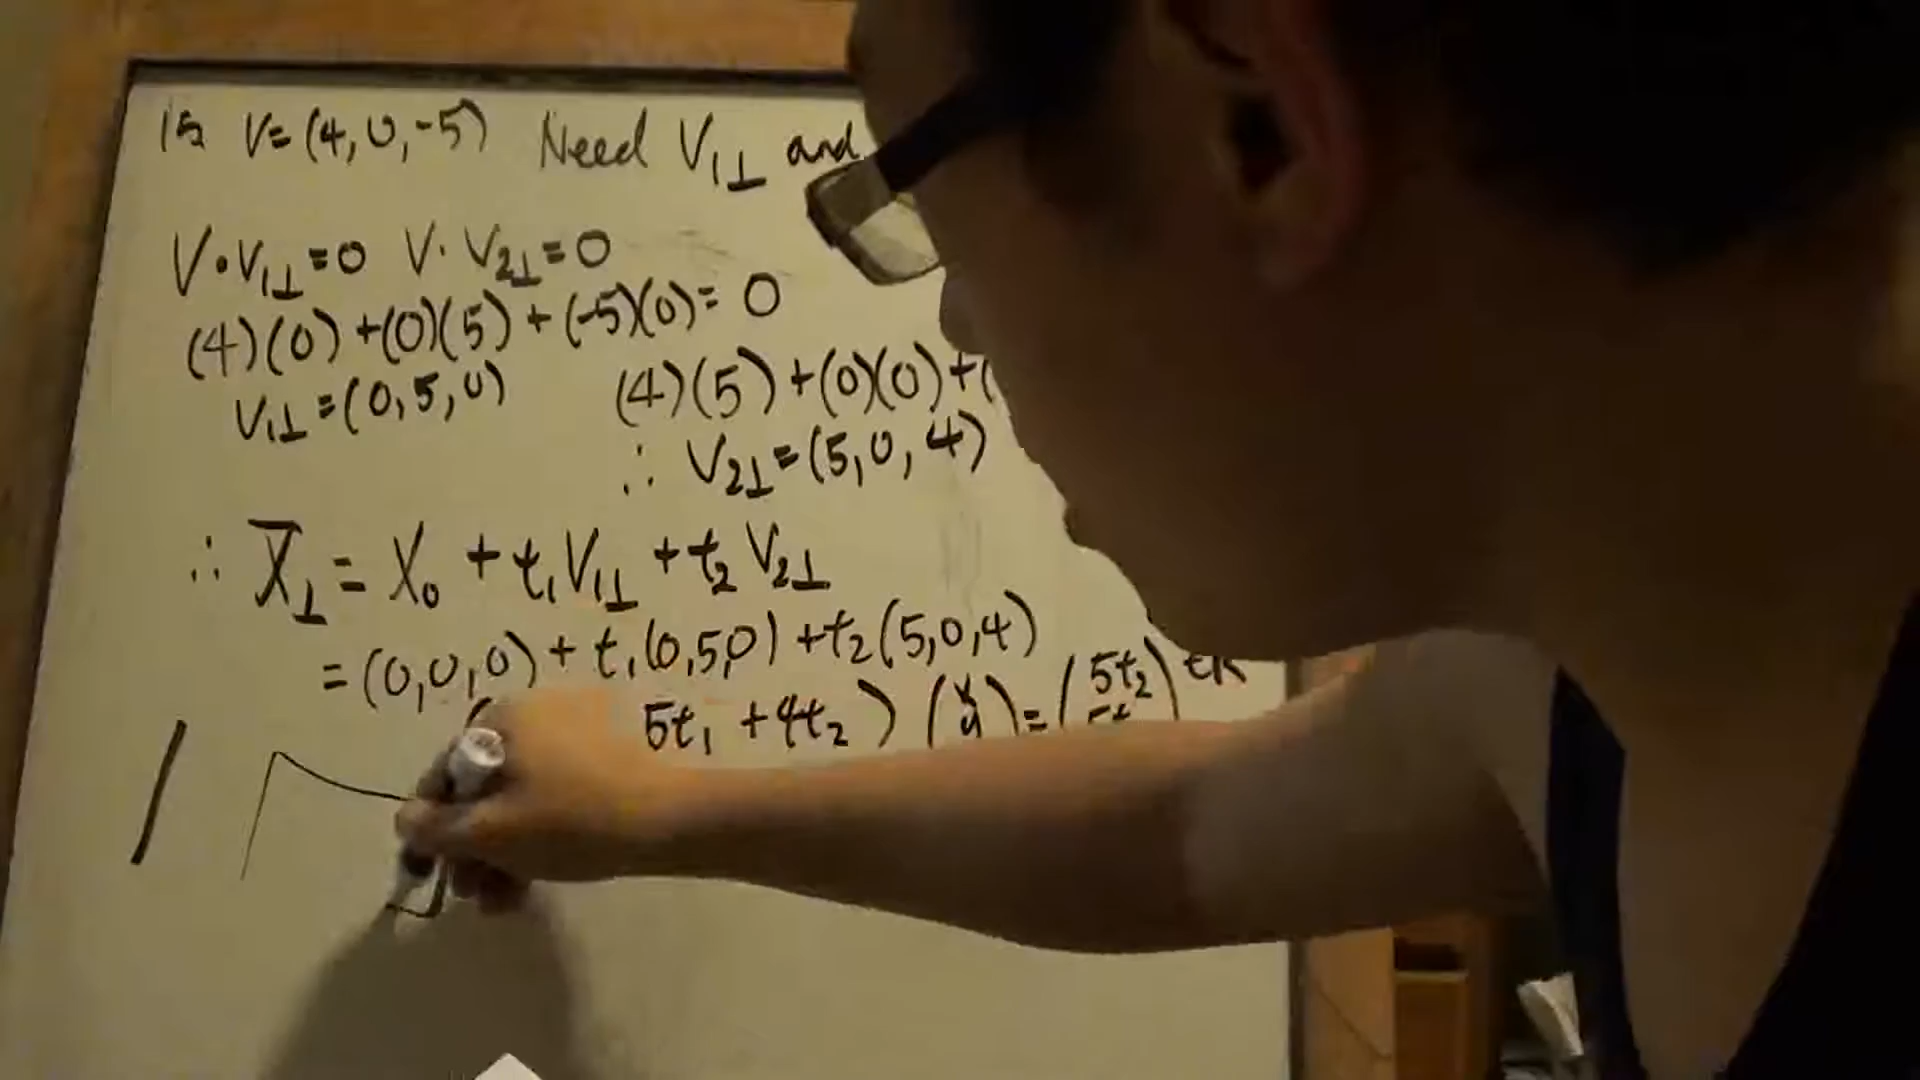 15 V=(4,0,-5) Need V₁⊥ and
V·V₁⊥=0 V·V₂⊥=0
(4)(0)+(0)(5)+(-5)(0)=0
(4)(5)+(0)(0)+(
V₁⊥=(0,5,0)
∴ V₂⊥=(5,0,4)
∴ X̅⊥ = X₀ + t₁V₁⊥ + t₂V₂⊥
=(0,0,0)+t₁(0,5,0)+t₂(5,0,4)
5t₁ +4t₂) (x y)=(5t₂ ∈R